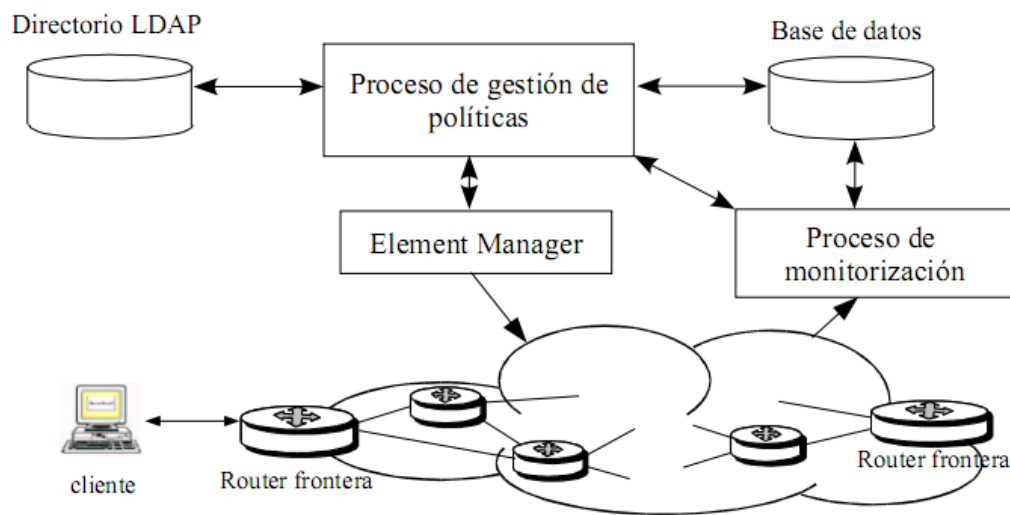 Directorio LDAP
Base de datos
Proceso de gestión de
políticas
Element Manager
Proceso de
monitorización
cliente
Router frontera
Router frontera